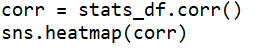 corr = stats_df.corr()
sns.heatmap(corr)